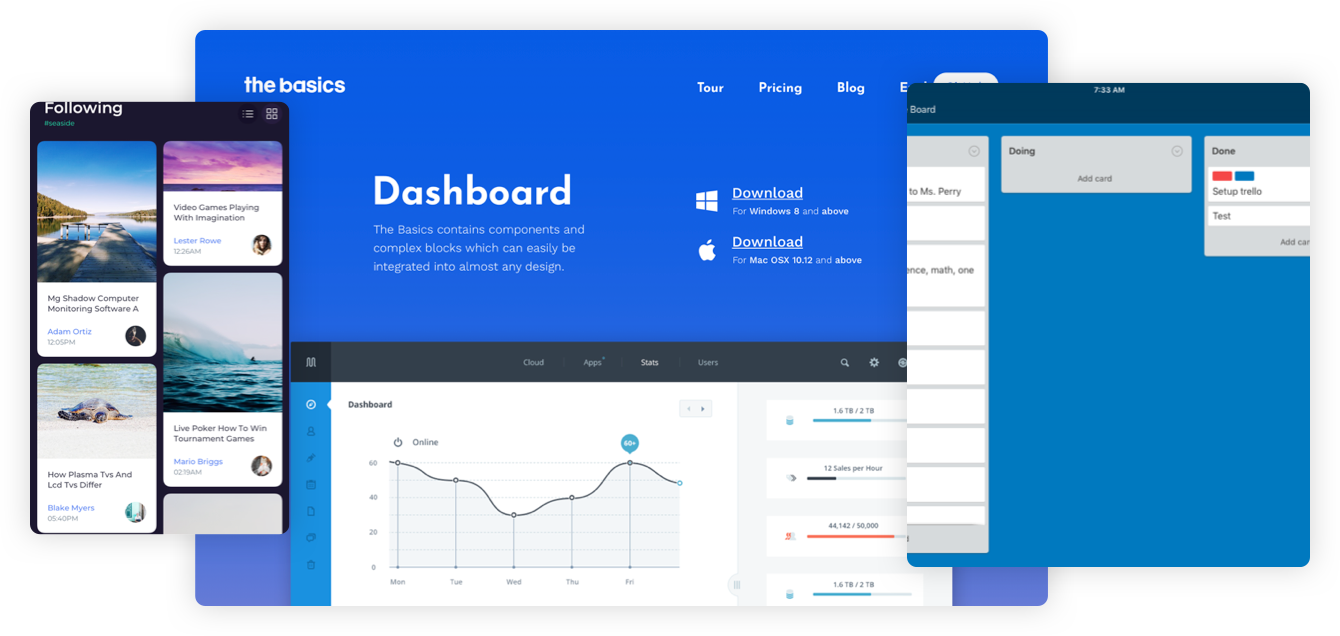 the basics
Tour
Pricing
Blog
Dashboard
The Basics contains components and
complex blocks which can easily be
integrated into almost any design.
Download
For Windows 8 and above
Download
For Mac OSX 10.12 and above
Following
#seaside
Mg Shadow Computer
Monitoring Software A
Adam Ortiz
12:05PM
How Plasma Tvs And
Lcd Tvs Differ
Blake Myers
05:40PM
Video Games Playing
With Imagination
Lester Rowe
12:26AM
Live Poker How To Win
Tournament Games
Mario Briggs
02:19AM
Cloud
Apps
Stats
Users
Dashboard
Online
60+
60
40
20
0
Mon
Tue
Wed
Thu
Fri
1.6 TB / 2 TB
12 Sales per Hour
44,142 / 50,000
1.6 TB / 2 TB
7:33 AM
Board
to Ms. Perry
math, one
Doing
Add card
Done
Setup trello
Test
Add